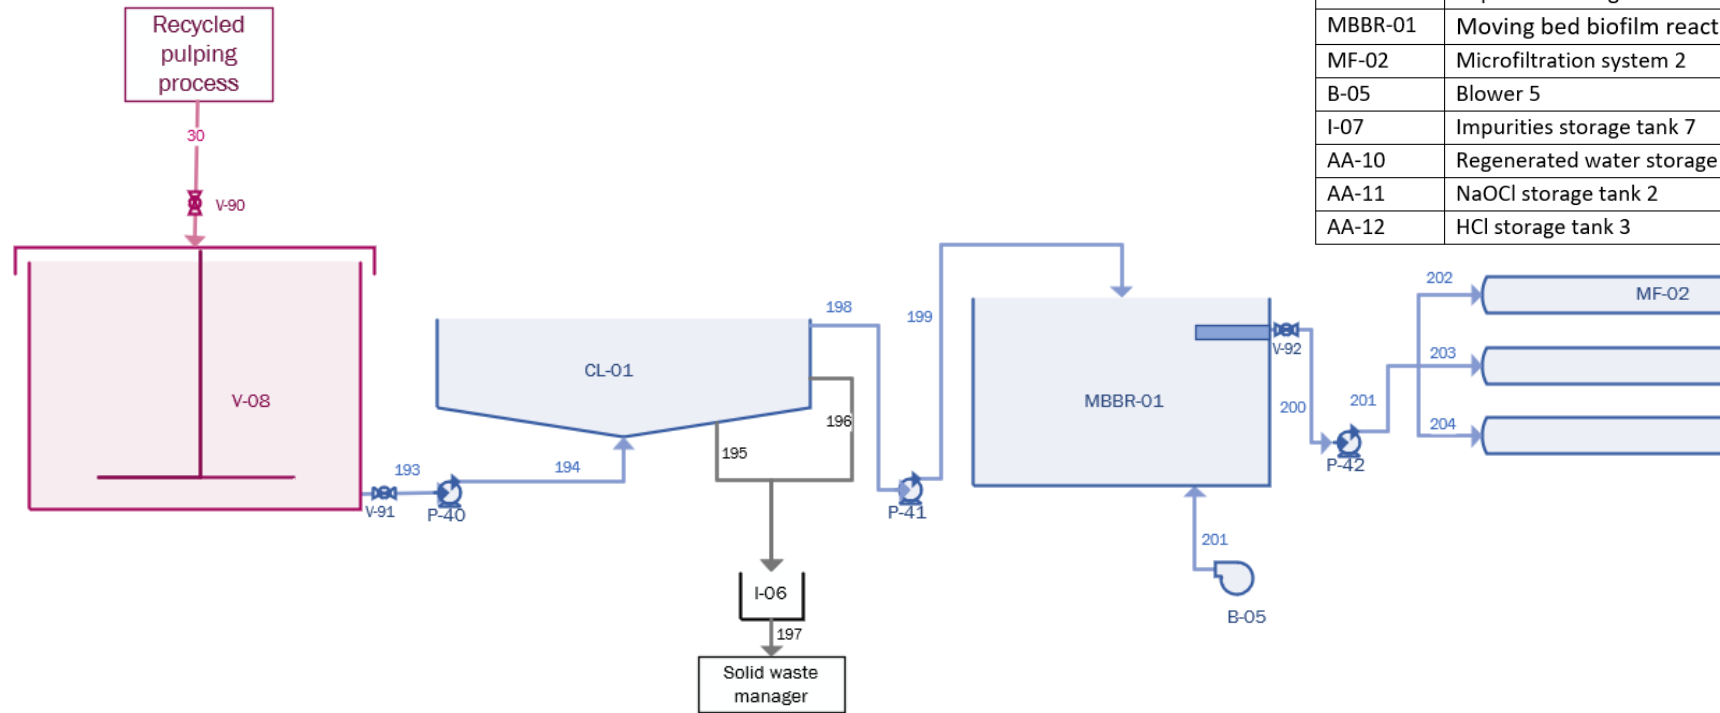 Recycled
pulping
process
30
V-90
V-08
V-91
193
P-40
194
CL-01
195
196
198
I-06
197
Solid waste
manager
P-41
199
MBBR-01
V-92
200
201
B-05
P-42
201
202
203
204
MF-02
MBBR-01 Moving bed biofilm react
MF-02 Microfiltration system 2
B-05 Blower 5
I-07 Impurities storage tank 7
AA-10 Regenerated water storage
AA-11 NaOCl storage tank 2
AA-12 HCl storage tank 3